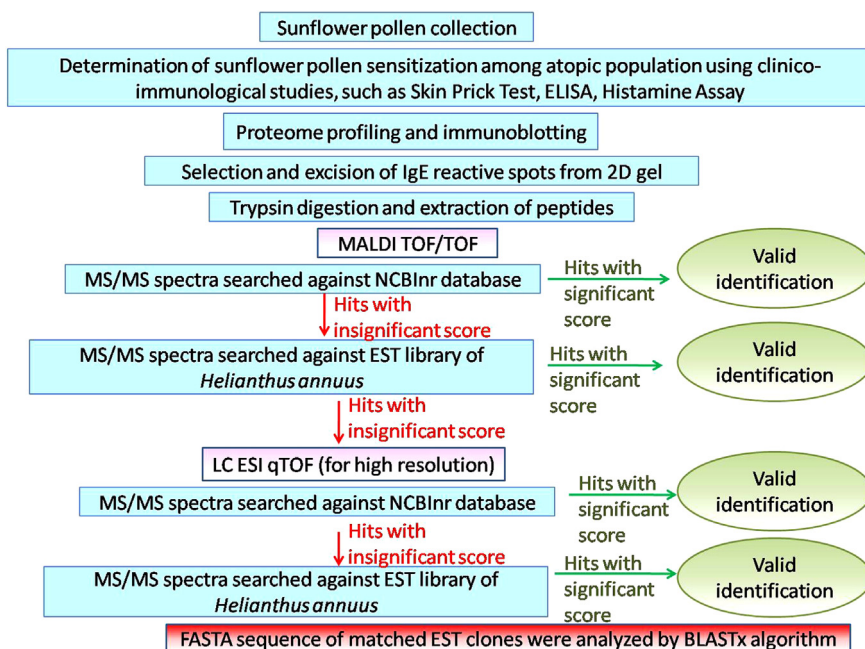 Sunflower pollen collection
Determination of sunflower pollen sensitization among atopic population using clinico-
immunological studies, such as Skin Prick Test, ELISA, Histamine Assay
Proteome profiling and immunoblotting
Selection and excision of IgE reactive spots from 2D gel
Trypsin digestion and extraction of peptides
MALDI TOF/TOF
MS/MS spectra searched against NCBInr database
Hits with
significant
score
Valid
identification
Hits with
insignificant score
MS/MS spectra searched against EST library of
Helianthus annuus
Hits with
significant
score
Valid
identification
Hits with
insignificant score
LC ESI qTOF (for high resolution)
MS/MS spectra searched against NCBInr database
Hits with
significant
score
Valid
identification
Hits with
insignificant score
MS/MS spectra searched against EST library of
Helianthus annuus
Hits with
significant
score
Valid
identification
FASTA sequence of matched EST clones were analyzed by BLASTx algorithm